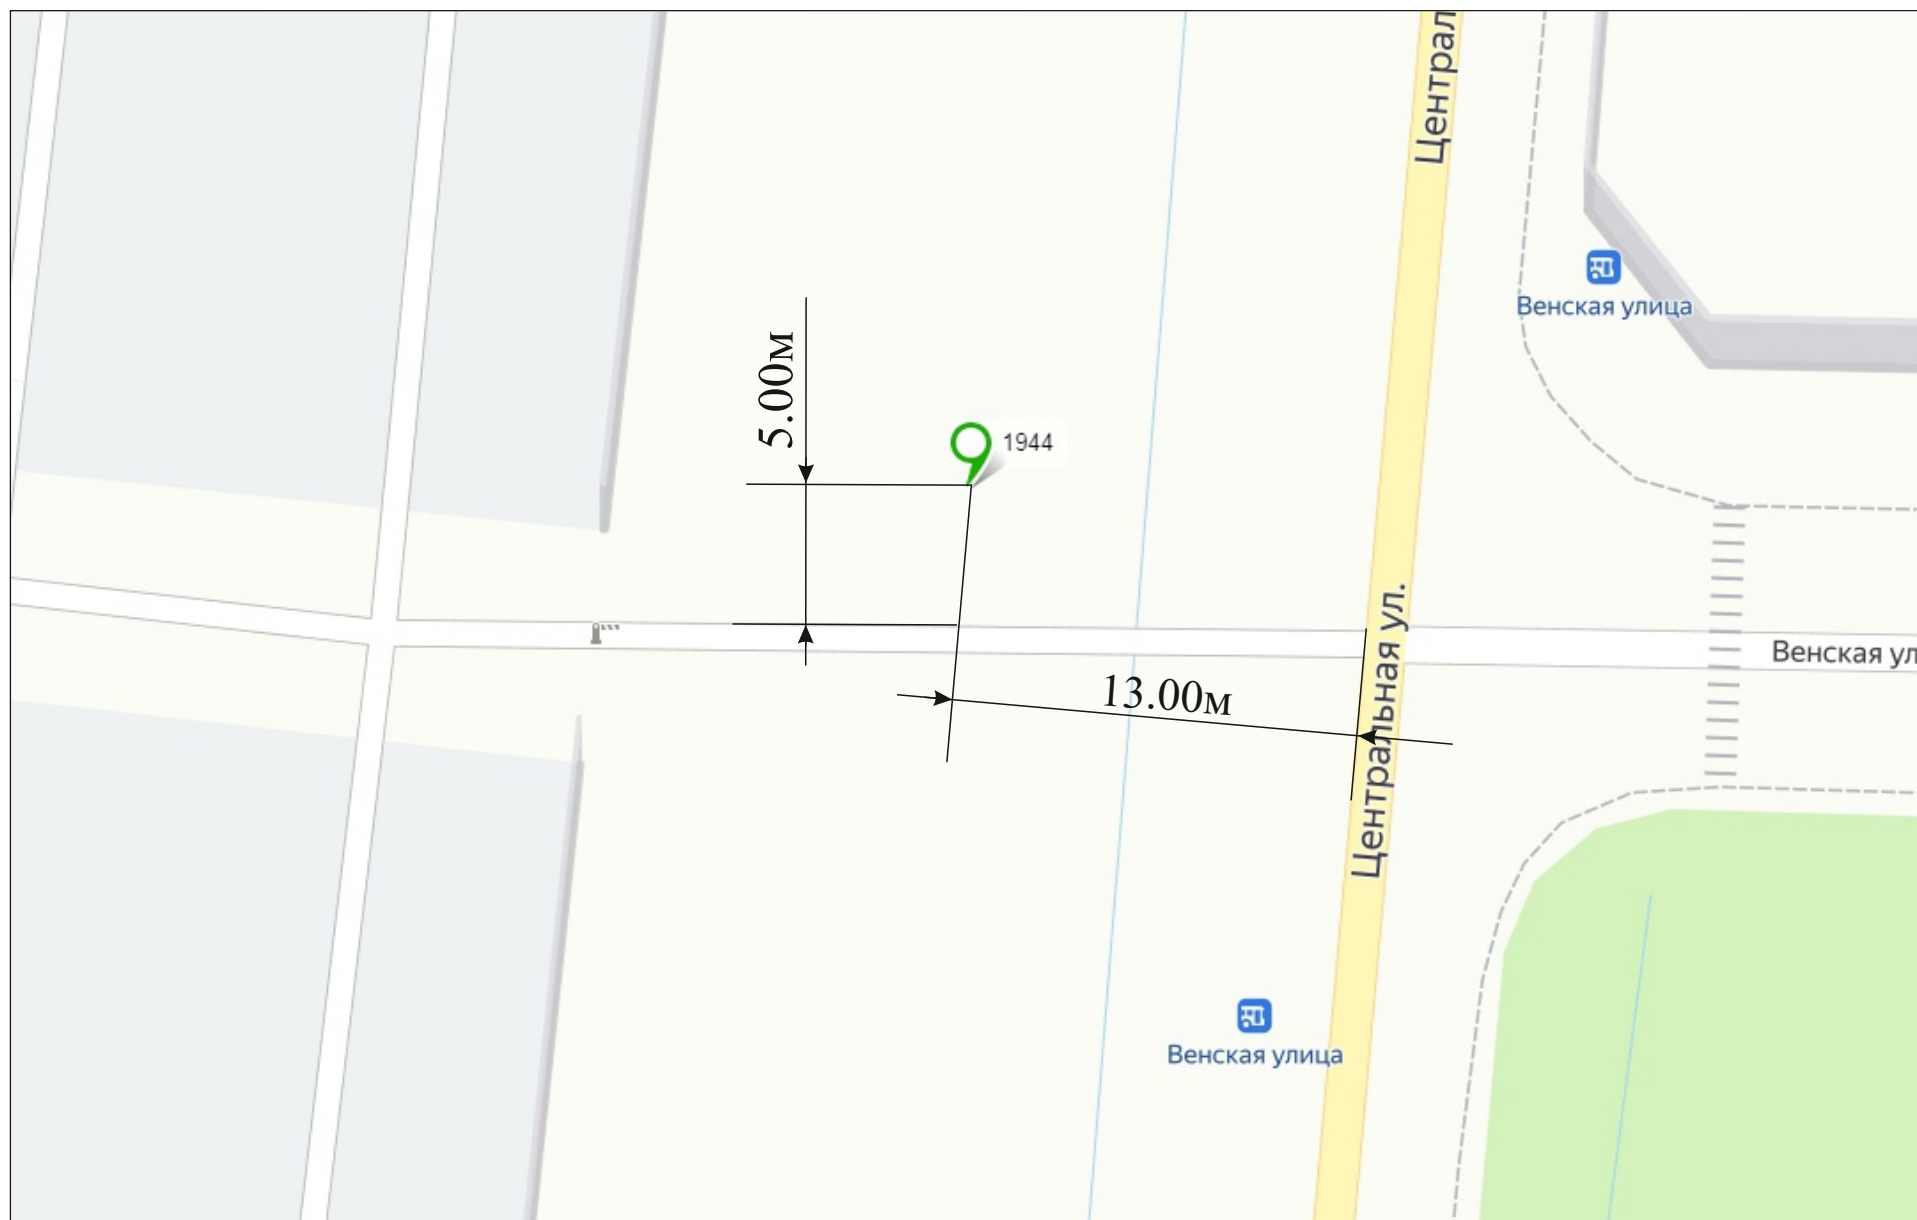 Централ
Венская улица
5.00м
1944
Центральная ул.
Венская ул
13.00м
Венская улица